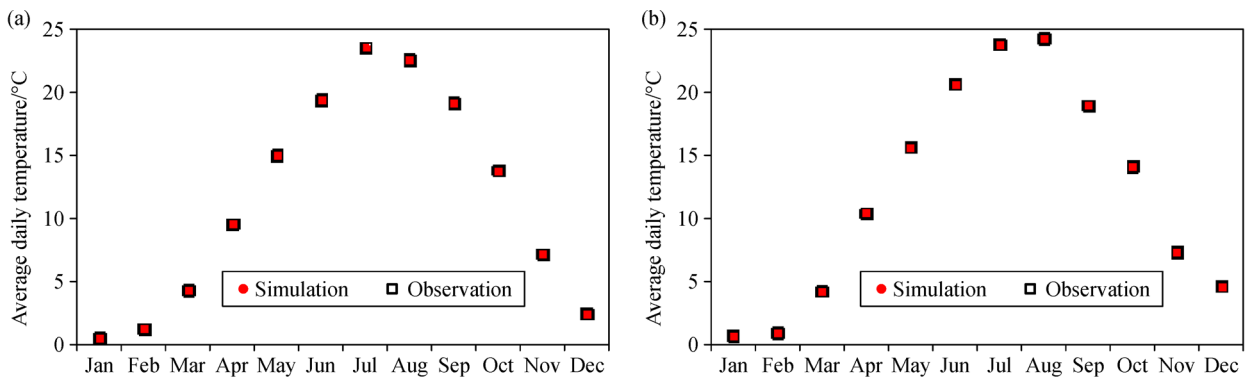 (a)
Average daily temperature/°C
25
20
15
10
5
0
Simulation Observation
Jan Feb Mar Apr May Jun Jul Aug Sep Oct Nov Dec
(b)
Average daily temperature/°C
25
20
15
10
5
0
Simulation Observation
Jan Feb Mar Apr May Jun Jul Aug Sep Oct Nov Dec